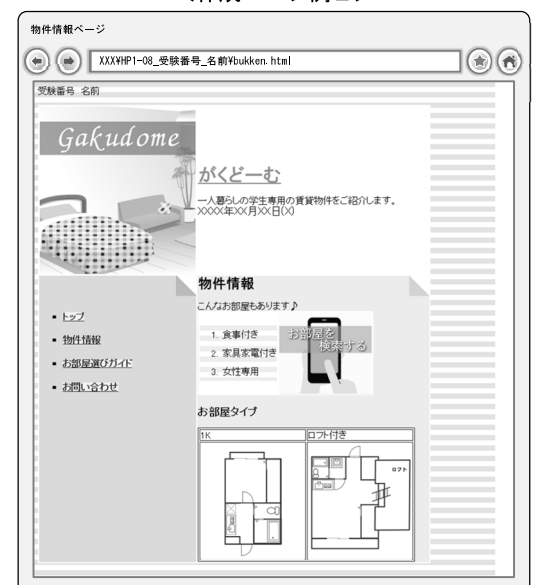 物件情報ページ
XXX¥HP1-08_受験番号_名前¥bukken.html
受験番号 名前
Gakudome
がくどーむ
一人暮らしの学生専用の賃貸物件をご紹介します。
XXXX年XX月XX日(X)
物件情報
こんなお部屋もあります♪
トップ
物件情報
お部屋選びガイド
お問い合わせ
1. 食事付き
2. 家具家電付き
3. 女性専用
お部屋を
検索する
お部屋タイプ
1K
ロフト付き
ロフト